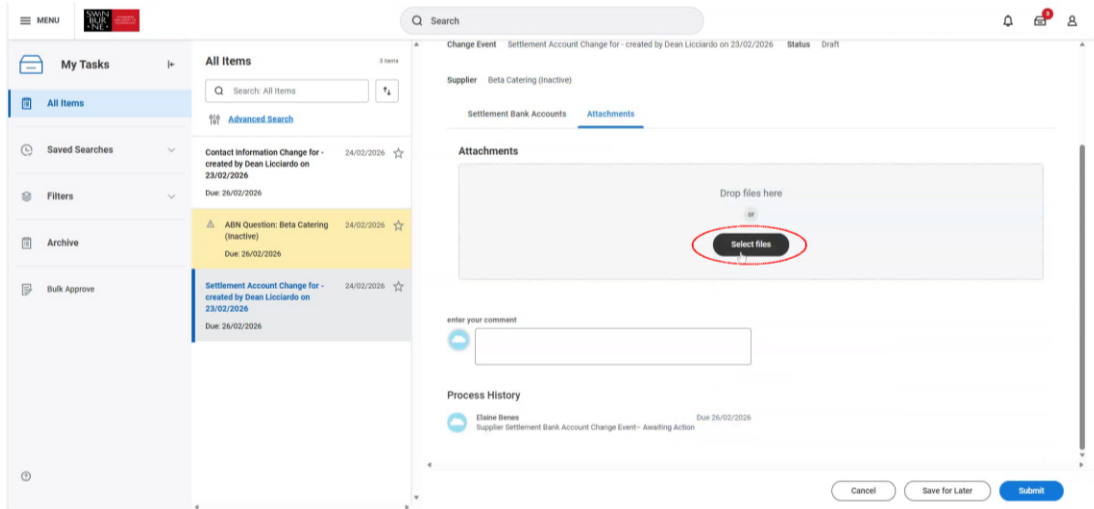 MENU
SWIN
BUR
• NE •
Search
3
My Tasks
All Items
Saved Searches
Filters
Archive
Bulk Approve
All Items
3 items
Search: All Items
Advanced Search
Contact Information Change for - created by Dean Licciardo on 23/02/2026
24/02/2026
Due: 26/02/2026
ABN Question: Beta Catering (Inactive)
24/02/2026
Due: 26/02/2026
Settlement Account Change for - created by Dean Licciardo on 23/02/2026
24/02/2026
Due: 26/02/2026
Change Event Settlement Account Change for - created by Dean Licciardo on 23/02/2026 Status Draft
Supplier Beta Catering (Inactive)
Settlement Bank Accounts Attachments
Attachments
Drop files here
or
Select files
enter your comment
Process History
Elaine Benes Due 26/02/2026
Supplier Settlement Bank Account Change Event– Awaiting Action
Cancel Save for Later Submit